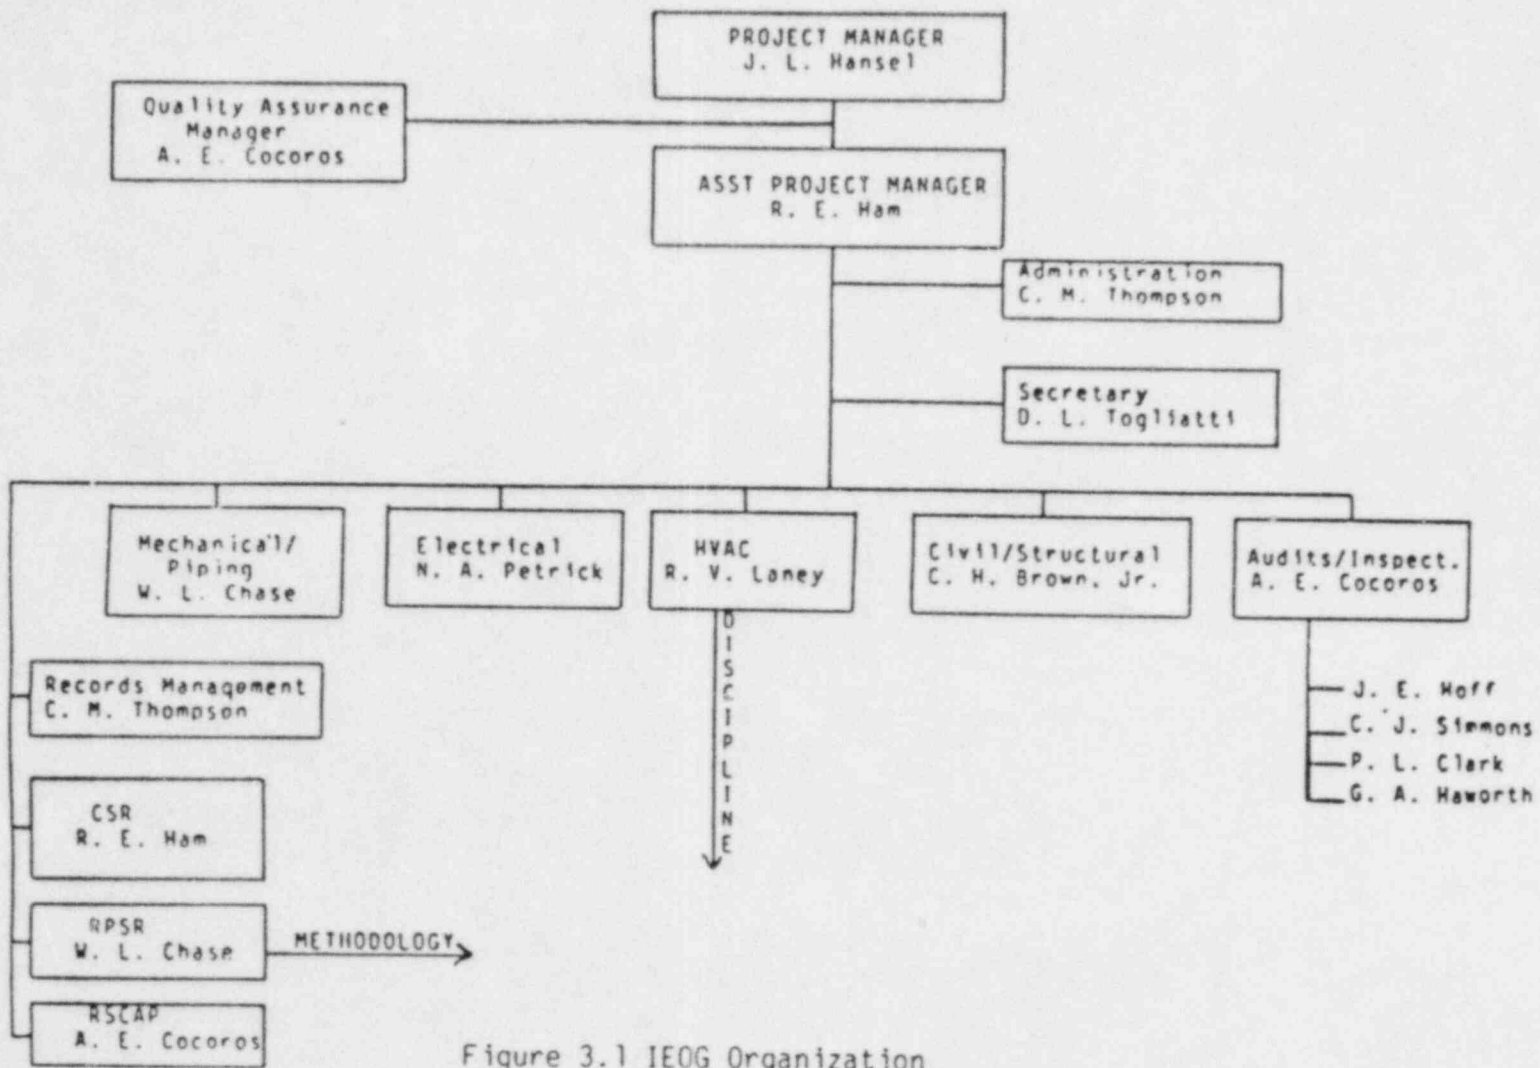 PROJECT MANAGER
J. L. Hansel
Quality Assurance
Manager
A. E. Cocoros
ASST PROJECT MANAGER
R. E. Ham
Administration
C. M. Thompson
Secretary
D. L. Togliatti
Mechanical/
Piping
W. L. Chase
Electrical
N. A. Petrick
HVAC
R. V. Laney
Civil/Structural
C. H. Brown, Jr.
Audits/Inspect.
A. E. Cocoros
DISCIPLINE
J. E. Hoff
C. J. Simmons
P. L. Clark
G. A. Haworth
Records Management
C. M. Thompson
CSR
R. E. Ham
RPSR
W. L. Chase
METHODOLOGY
RSCAP
A. E. Cocoros
Figure 3.1 IEOG Organization